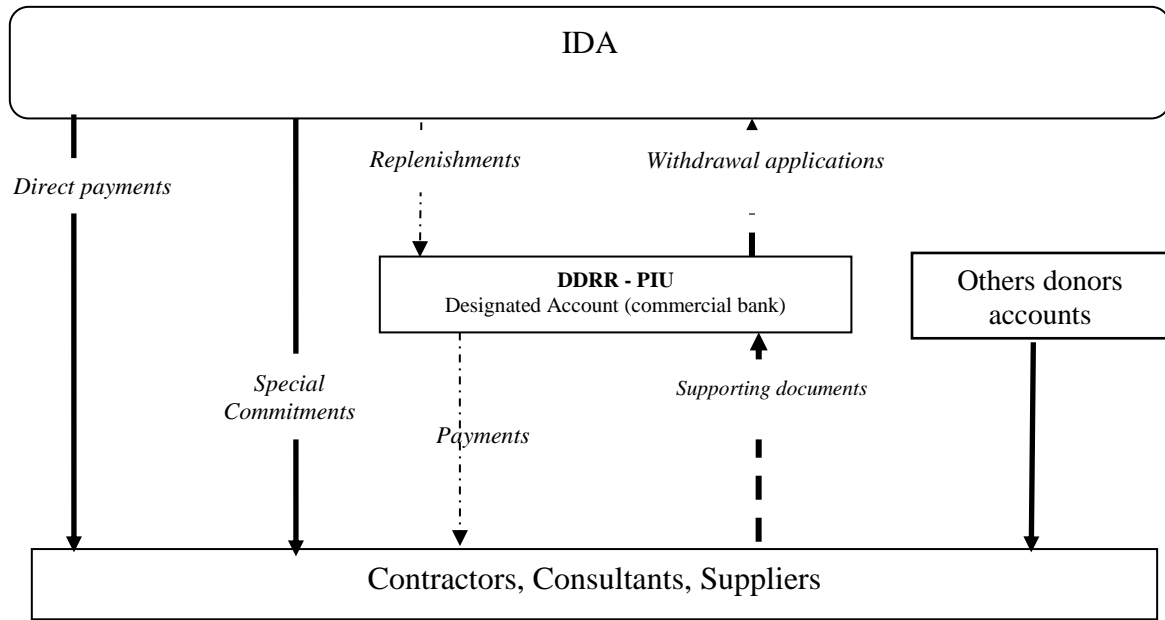 IDA
Replenishments
Withdrawal applications
Direct payments
DDRR - PIU
Designated Account (commercial bank)
Others donors
accounts
Special
Commitments
Supporting documents
Payments
Contractors, Consultants, Suppliers